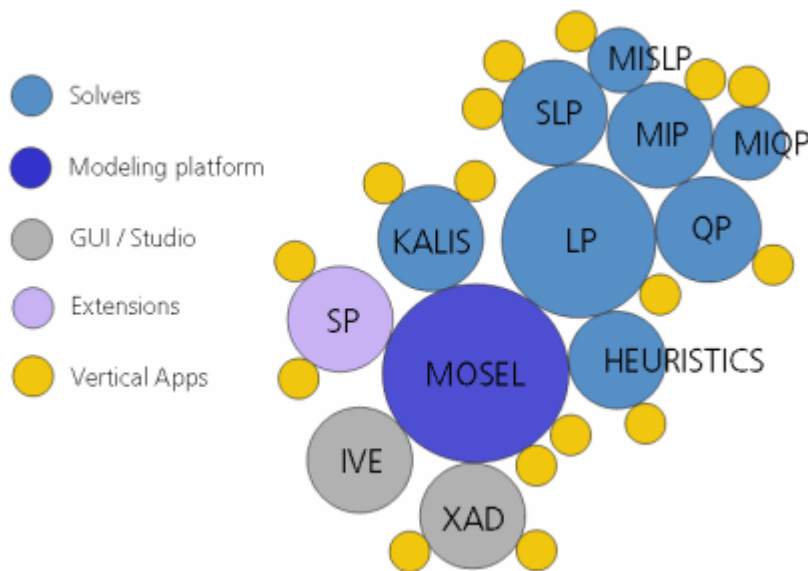 Solvers
Modeling platform
GUI / Studio
Extensions
Vertical Apps
MISLP
SLP
MIP
MIQP
KALIS
LP
QP
SP
MOSEL
HEURISTICS
IVE
XAD